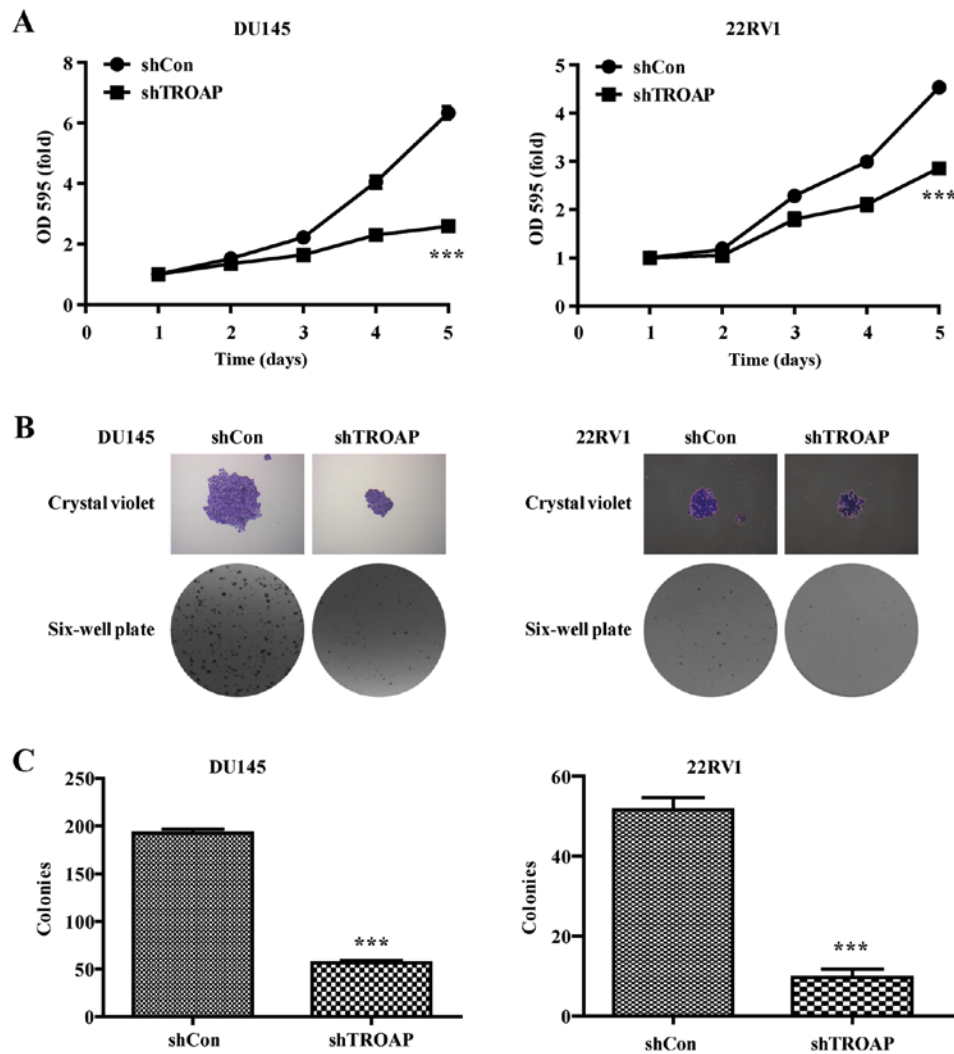 A
DU145
shCon
shTROAP
OD 595 (fold)
8
6
4
2
0
0 1 2 3 4 5
Time (days)
***
22RV1
shCon
shTROAP
OD 595 (fold)
5
4
3
2
1
0
0 1 2 3 4 5
Time (days)
***
B
DU145 shCon shTROAP
Crystal violet
Six-well plate
22RV1 shCon shTROAP
Crystal violet
Six-well plate
C
DU145
Colonies
250
200
150
100
50
0
***
shCon shTROAP
22RV1
Colonies
60
40
20
0
***
shCon shTROAP